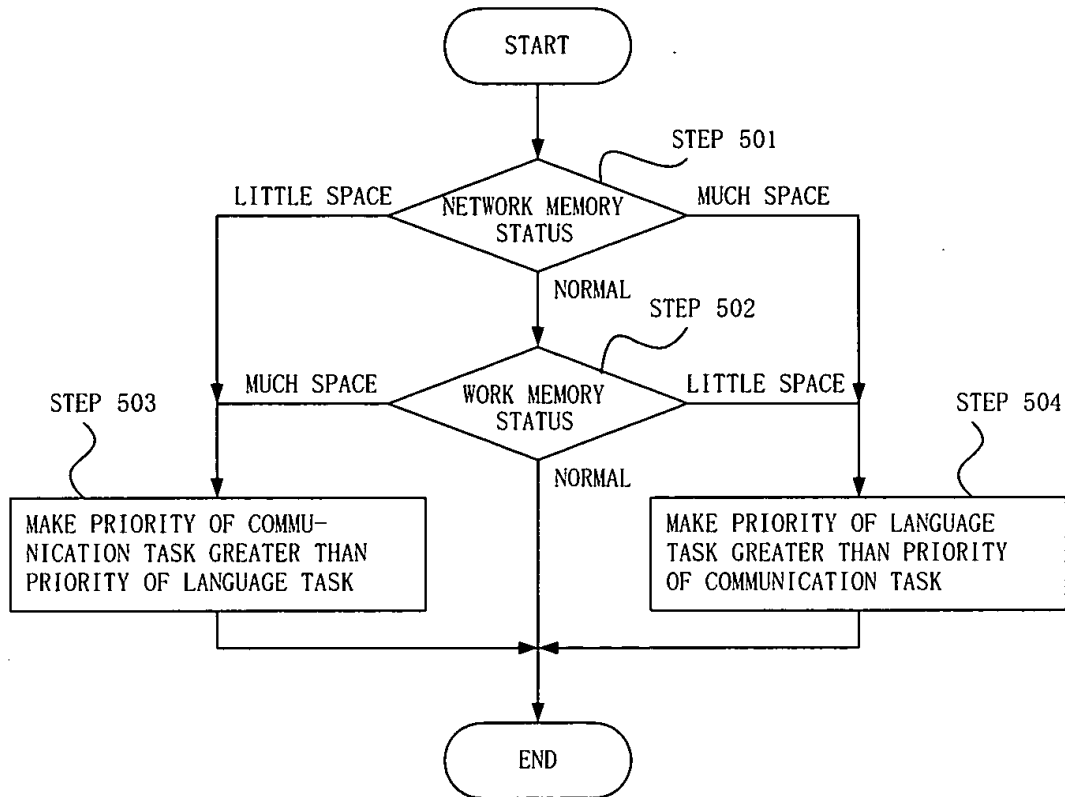 START
STEP 501
LITTLE SPACE
MUCH SPACE
NETWORK MEMORY
STATUS
NORMAL
STEP 502
MUCH SPACE
LITTLE SPACE
WORK MEMORY
STATUS
STEP 503
STEP 504
NORMAL
MAKE PRIORITY OF COMMU-
NICATION TASK GREATER THAN
PRIORITY OF LANGUAGE TASK
MAKE PRIORITY OF LANGUAGE
TASK GREATER THAN PRIORITY
OF COMMUNICATION TASK
END